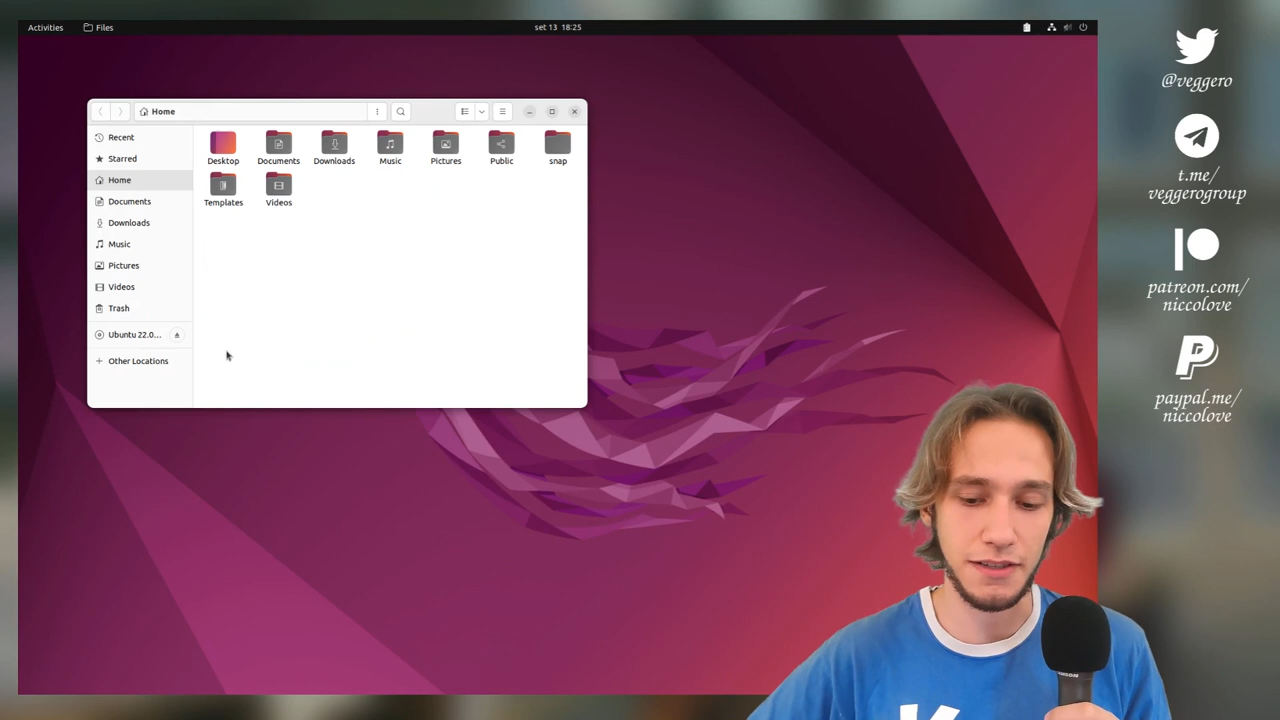 Activities
Files
set 13 18:25
Home
Recent
Starred
Home
Documents
Downloads
Music
Pictures
Videos
Trash
Ubuntu 22.0...
Other Locations
Desktop
Documents
Downloads
Music
Pictures
Public
snap
Templates
Videos
@veggero
t.me/
veggerogroup
patreon.com/
niccolove
paypal.me/
niccolove
K